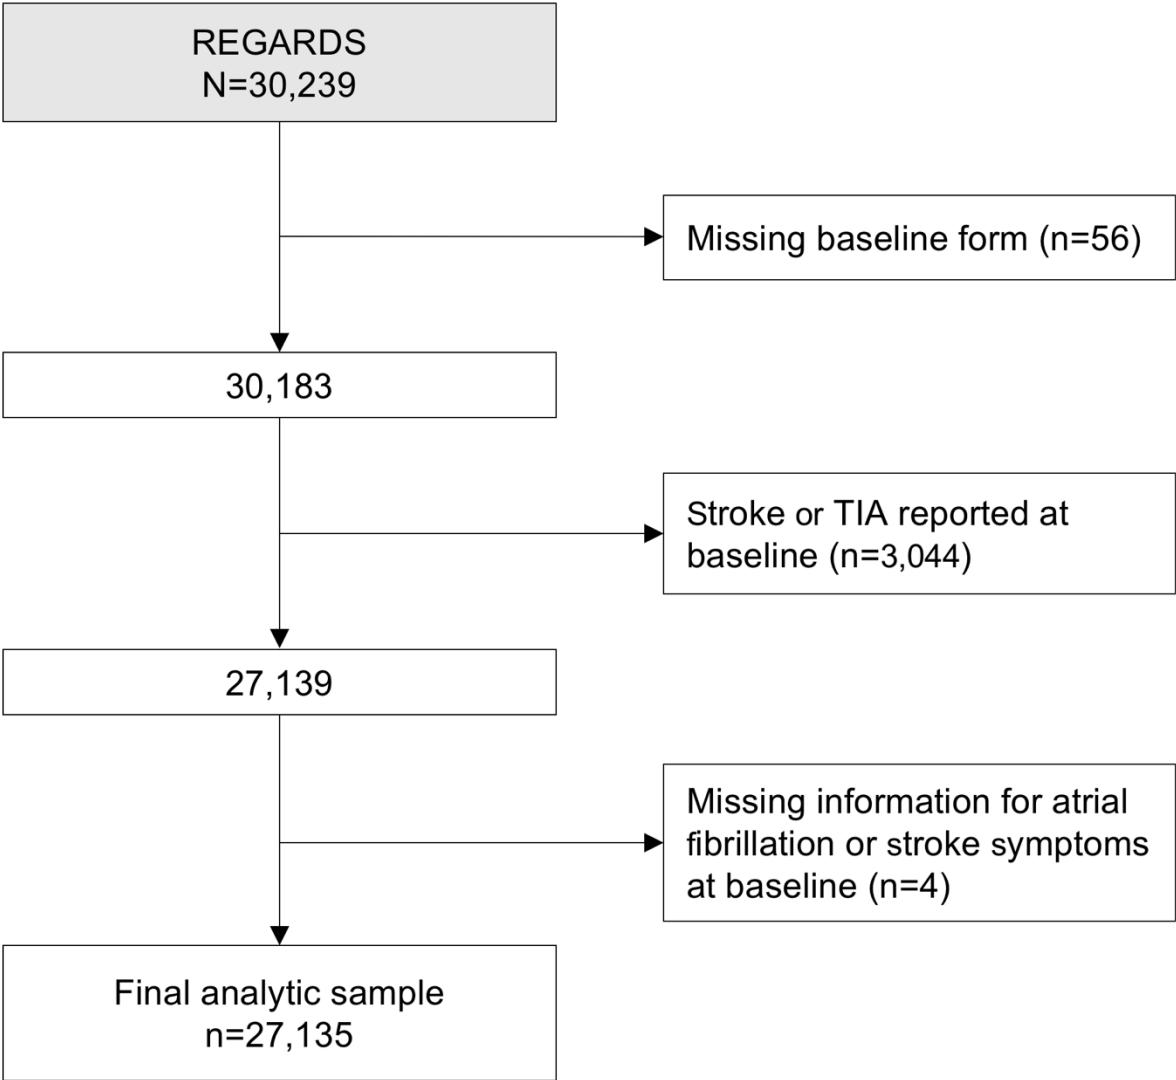 REGARDS
N=30,239
Missing baseline form (n=56)
30,183
Stroke or TIA reported at
baseline (n=3,044)
27,139
Missing information for atrial
fibrillation or stroke symptoms
at baseline (n=4)
Final analytic sample
n=27,135